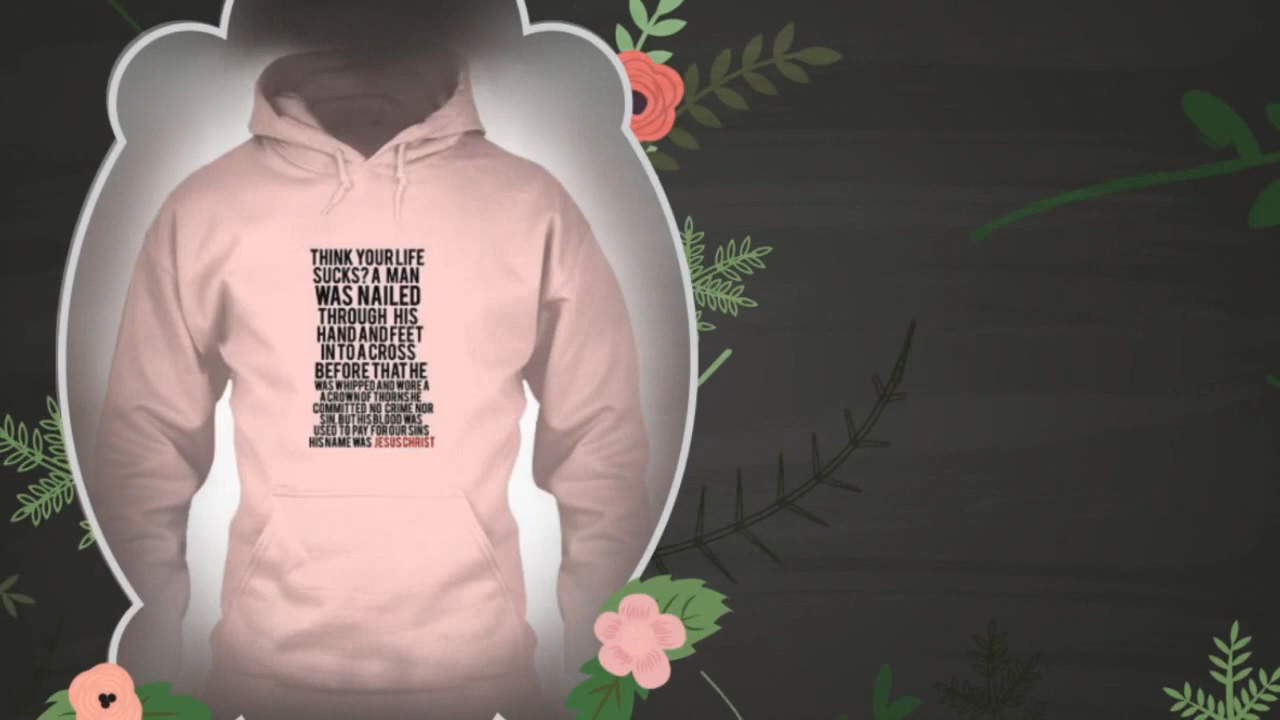 THINK YOUR LIFE
SUCKS? A MAN
WAS NAILED
THROUGH HIS
HAND AND FEET
IN TO A CROSS
BEFORE THAT HE
WAS WHIPPED AND WORE A
A CROWN OF THORNS HE
COMMITTED NO CRIME NOR
SIN, BUT HIS BLOOD WAS
USED TO PAY FOR OUR SINS
HIS NAME WAS JESUS CHRIST